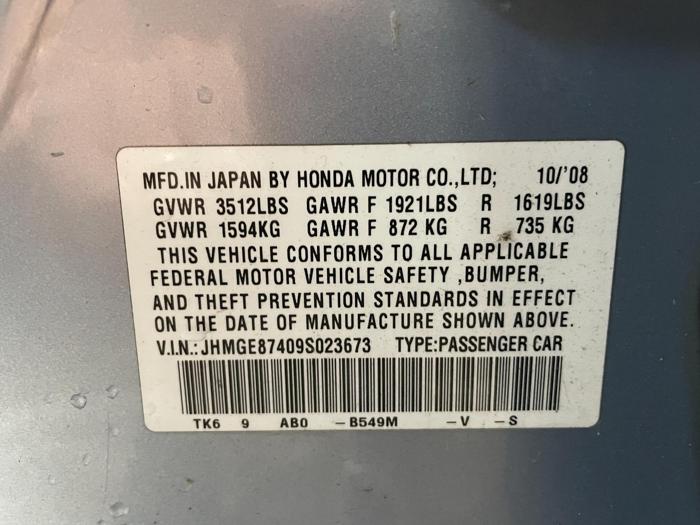 MFD.IN JAPAN BY HONDA MOTOR CO.,LTD; 10/'08
GVWR 3512LBS GAWR F 1921LBS R 1619LBS
GVWR 1594KG GAWR F 872 KG R 735 KG
THIS VEHICLE CONFORMS TO ALL APPLICABLE
FEDERAL MOTOR VEHICLE SAFETY ,BUMPER,
AND THEFT PREVENTION STANDARDS IN EFFECT
ON THE DATE OF MANUFACTURE SHOWN ABOVE.
V.I.N.: JHMGE87409S023673 TYPE:PASSENGER CAR
TK6 9 AB0 -B549M -V -S